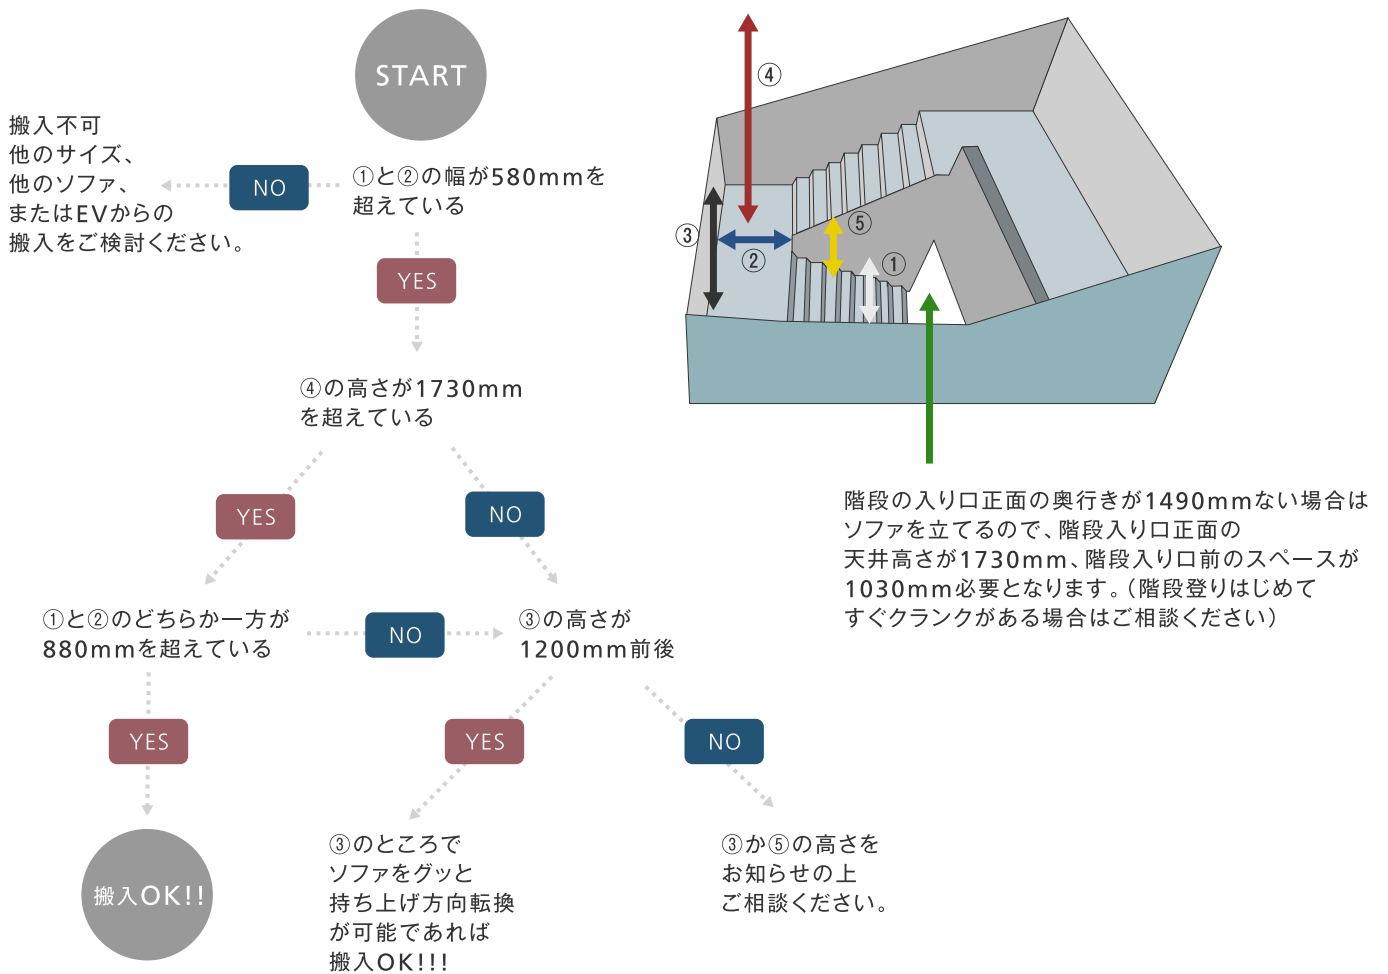 START
搬入不可
他のサイズ、
他のソファ、
またはEVからの
搬入をご検討ください。
NO
①と②の幅が580mmを
超えている
YES
④の高さが1730mm
を超えている
YES
NO
①と②のどちらか一方が
880mmを超えている
NO
③の高さが
1200mm前後
YES
YES
NO
搬入OK!!
③のところで
ソファをグッと
持ち上げ方向転換
が可能であれば
搬入OK!!!
③か⑤の高さを
お知らせの上
ご相談ください。
④
③
⑤
②
①
階段の入り口正面の奥行きが1490mmない場合は
ソファを立てるので、階段入り口正面の
天井高さが1730mm、階段入り口前のスペースが
1030mm必要となります。（階段登りはじめて
すぐクランクがある場合はご相談ください）